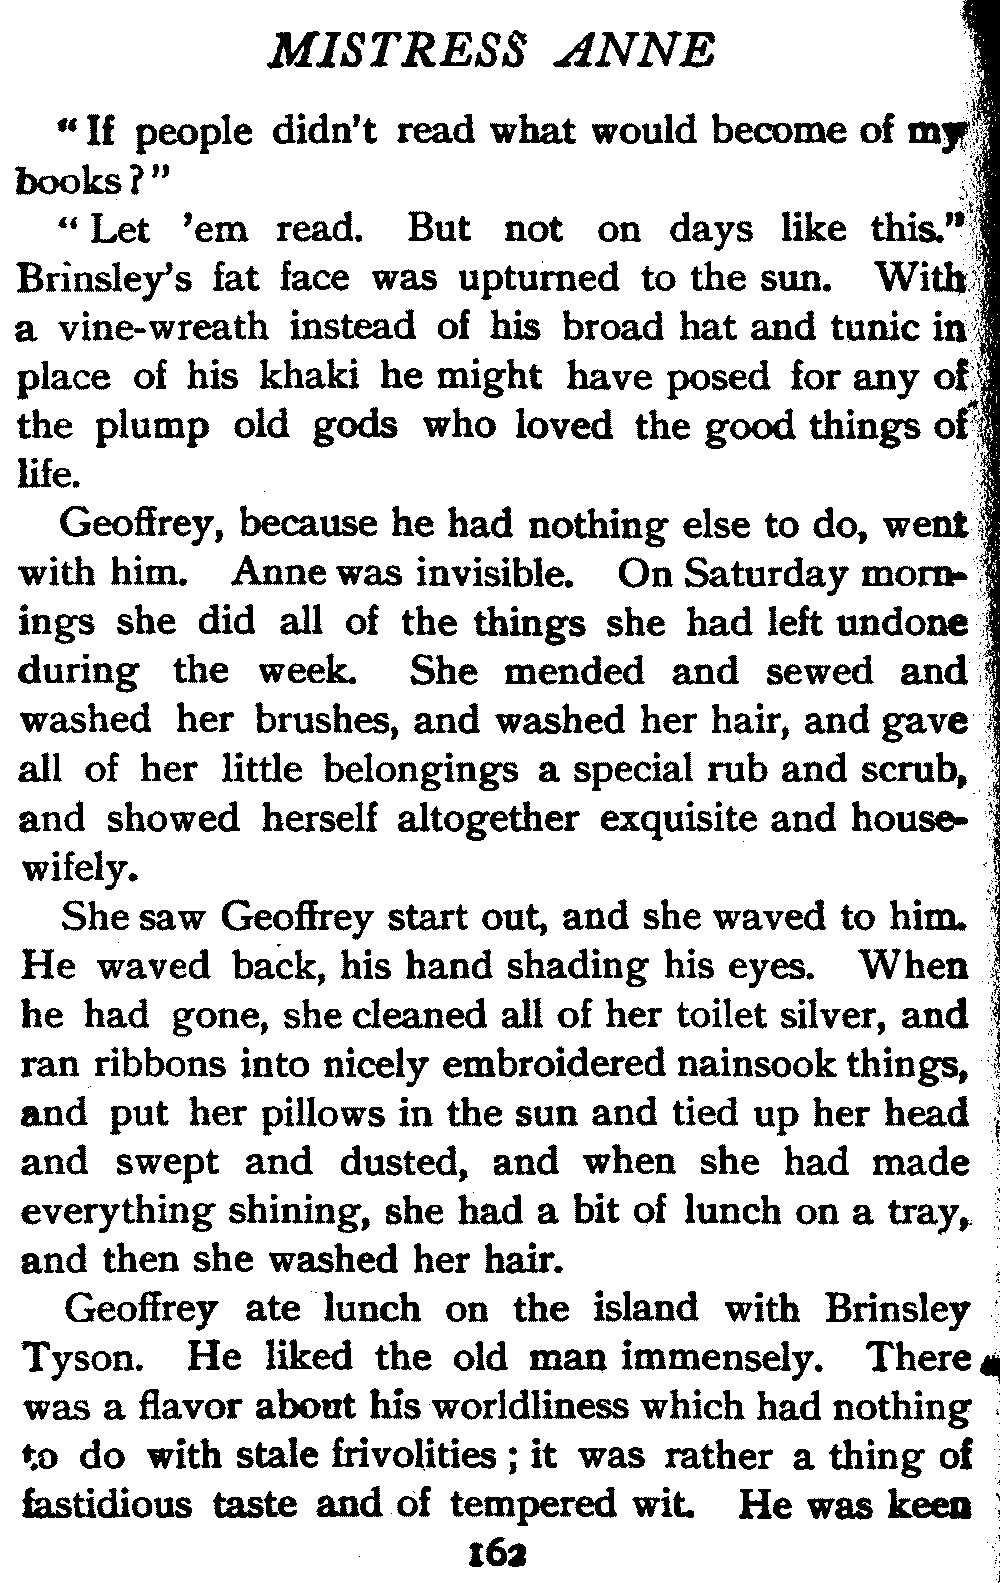 MISTRESS ANNE
"If people didn't read what would become of my
books?"
"Let 'em read. But not on days like this."
Brinsley's fat face was upturned to the sun. With
a vine-wreath instead of his broad hat and tunic in
place of his khaki he might have posed for any of
the plump old gods who loved the good things of
life.
Geoffrey, because he had nothing else to do, went
with him. Anne was invisible. On Saturday morn-
ings she did all of the things she had left undone
during the week. She mended and sewed and
washed her brushes, and washed her hair, and gave
all of her little belongings a special rub and scrub,
and showed herself altogether exquisite and house-
wifely.
She saw Geoffrey start out, and she waved to him.
He waved back, his hand shading his eyes. When
he had gone, she cleaned all of her toilet silver, and
ran ribbons into nicely embroidered nainsook things,
and put her pillows in the sun and tied up her head
and swept and dusted, and when she had made
everything shining, she had a bit of lunch on a tray,
and then she washed her hair.
Geoffrey ate lunch on the island with Brinsley
Tyson. He liked the old man immensely. There
was a flavor about his worldliness which had nothing
to do with stale frivolities; it was rather a thing of
fastidious taste and of tempered wit. He was keen
162